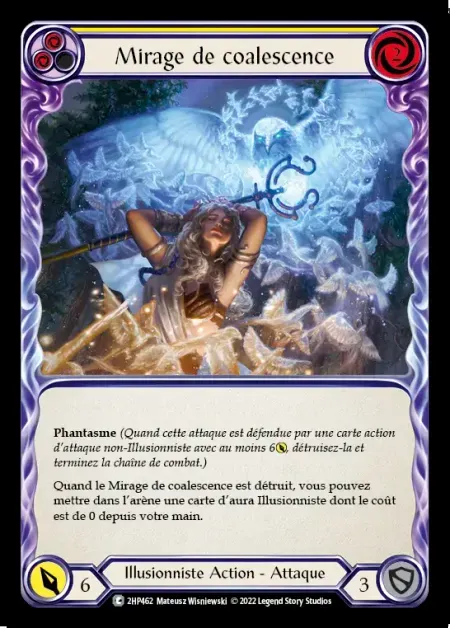 Mirage de coalescence
2
Phantasme (Quand cette attaque est défendue par une carte action
d'attaque non-Illusionniste avec au moins 6, détruisez-la et
terminez la chaîne de combat.)
Quand le Mirage de coalescence est détruit, vous pouvez
mettre dans l'arène une carte d'aura Illusionniste dont le coût
est de 0 depuis votre main.
6
Illusionniste Action - Attaque
3
C 2HP462 Mateusz Wisniewski © 2022 Legend Story Studios